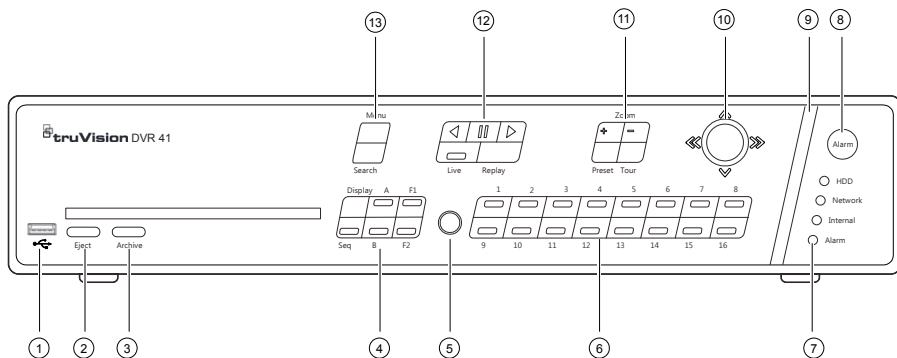 13
12
11
10
9
8
truVision DVR 41
Menu
Search
Live
Replay
Zoom
+
-
Preset
Tour
Alarm
HDD
Network
Internal
Alarm
Display
A
F1
Seq
B
F2
1
2
3
4
5
6
7
8
9
10
11
12
13
14
15
16
Eject
Archive
1
2
3
4
5
6
7